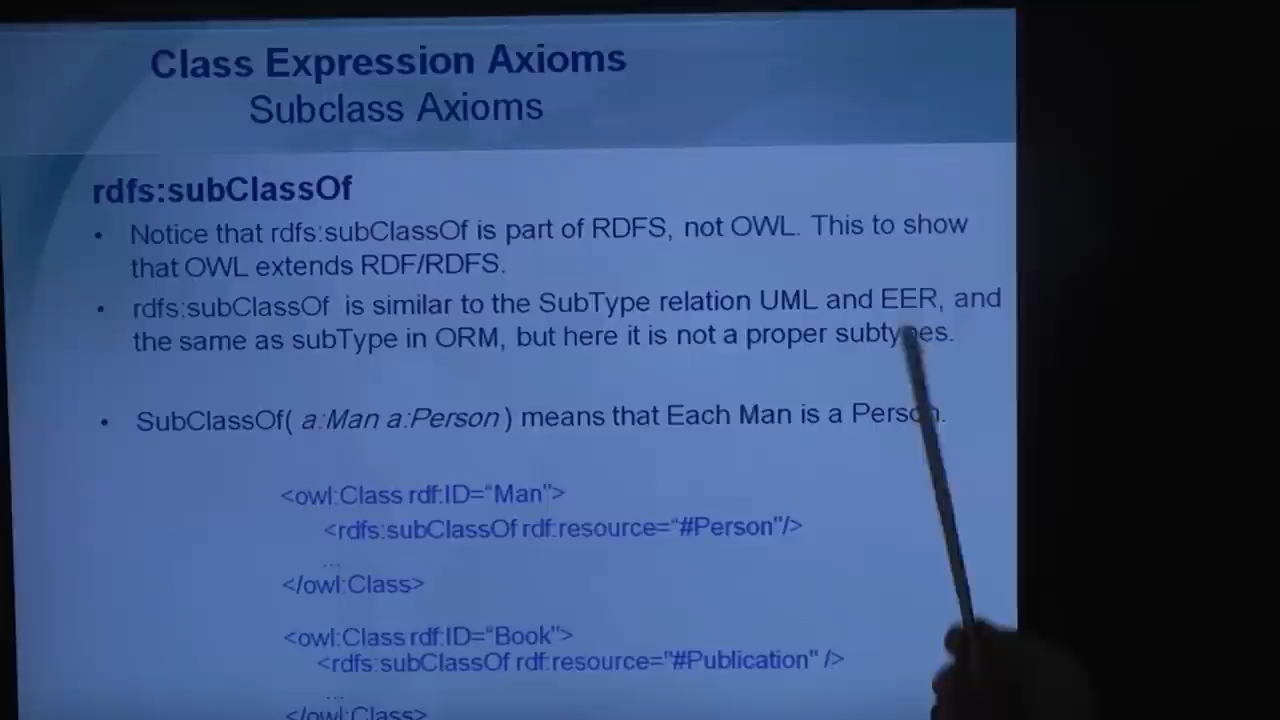 Class Expression Axioms
Subclass Axioms
rdfs:subClassOf
• Notice that rdfs:subClassOf is part of RDFS, not OWL. This to show
that OWL extends RDF/RDFS.
• rdfs:subClassOf is similar to the SubType relation UML and EER, and
the same as subType in ORM, but here it is not a proper subtypes.
• SubClassOf( a:Man a:Person ) means that Each Man is a Person.
<owl:Class rdf:ID=“Man”>
<rdfs:subClassOf rdf:resource=“#Person"/>
...
</owl:Class>
<owl:Class rdf:ID=“Book”>
<rdfs:subClassOf rdf:resource="#Publication" />
...
</owl:Class>